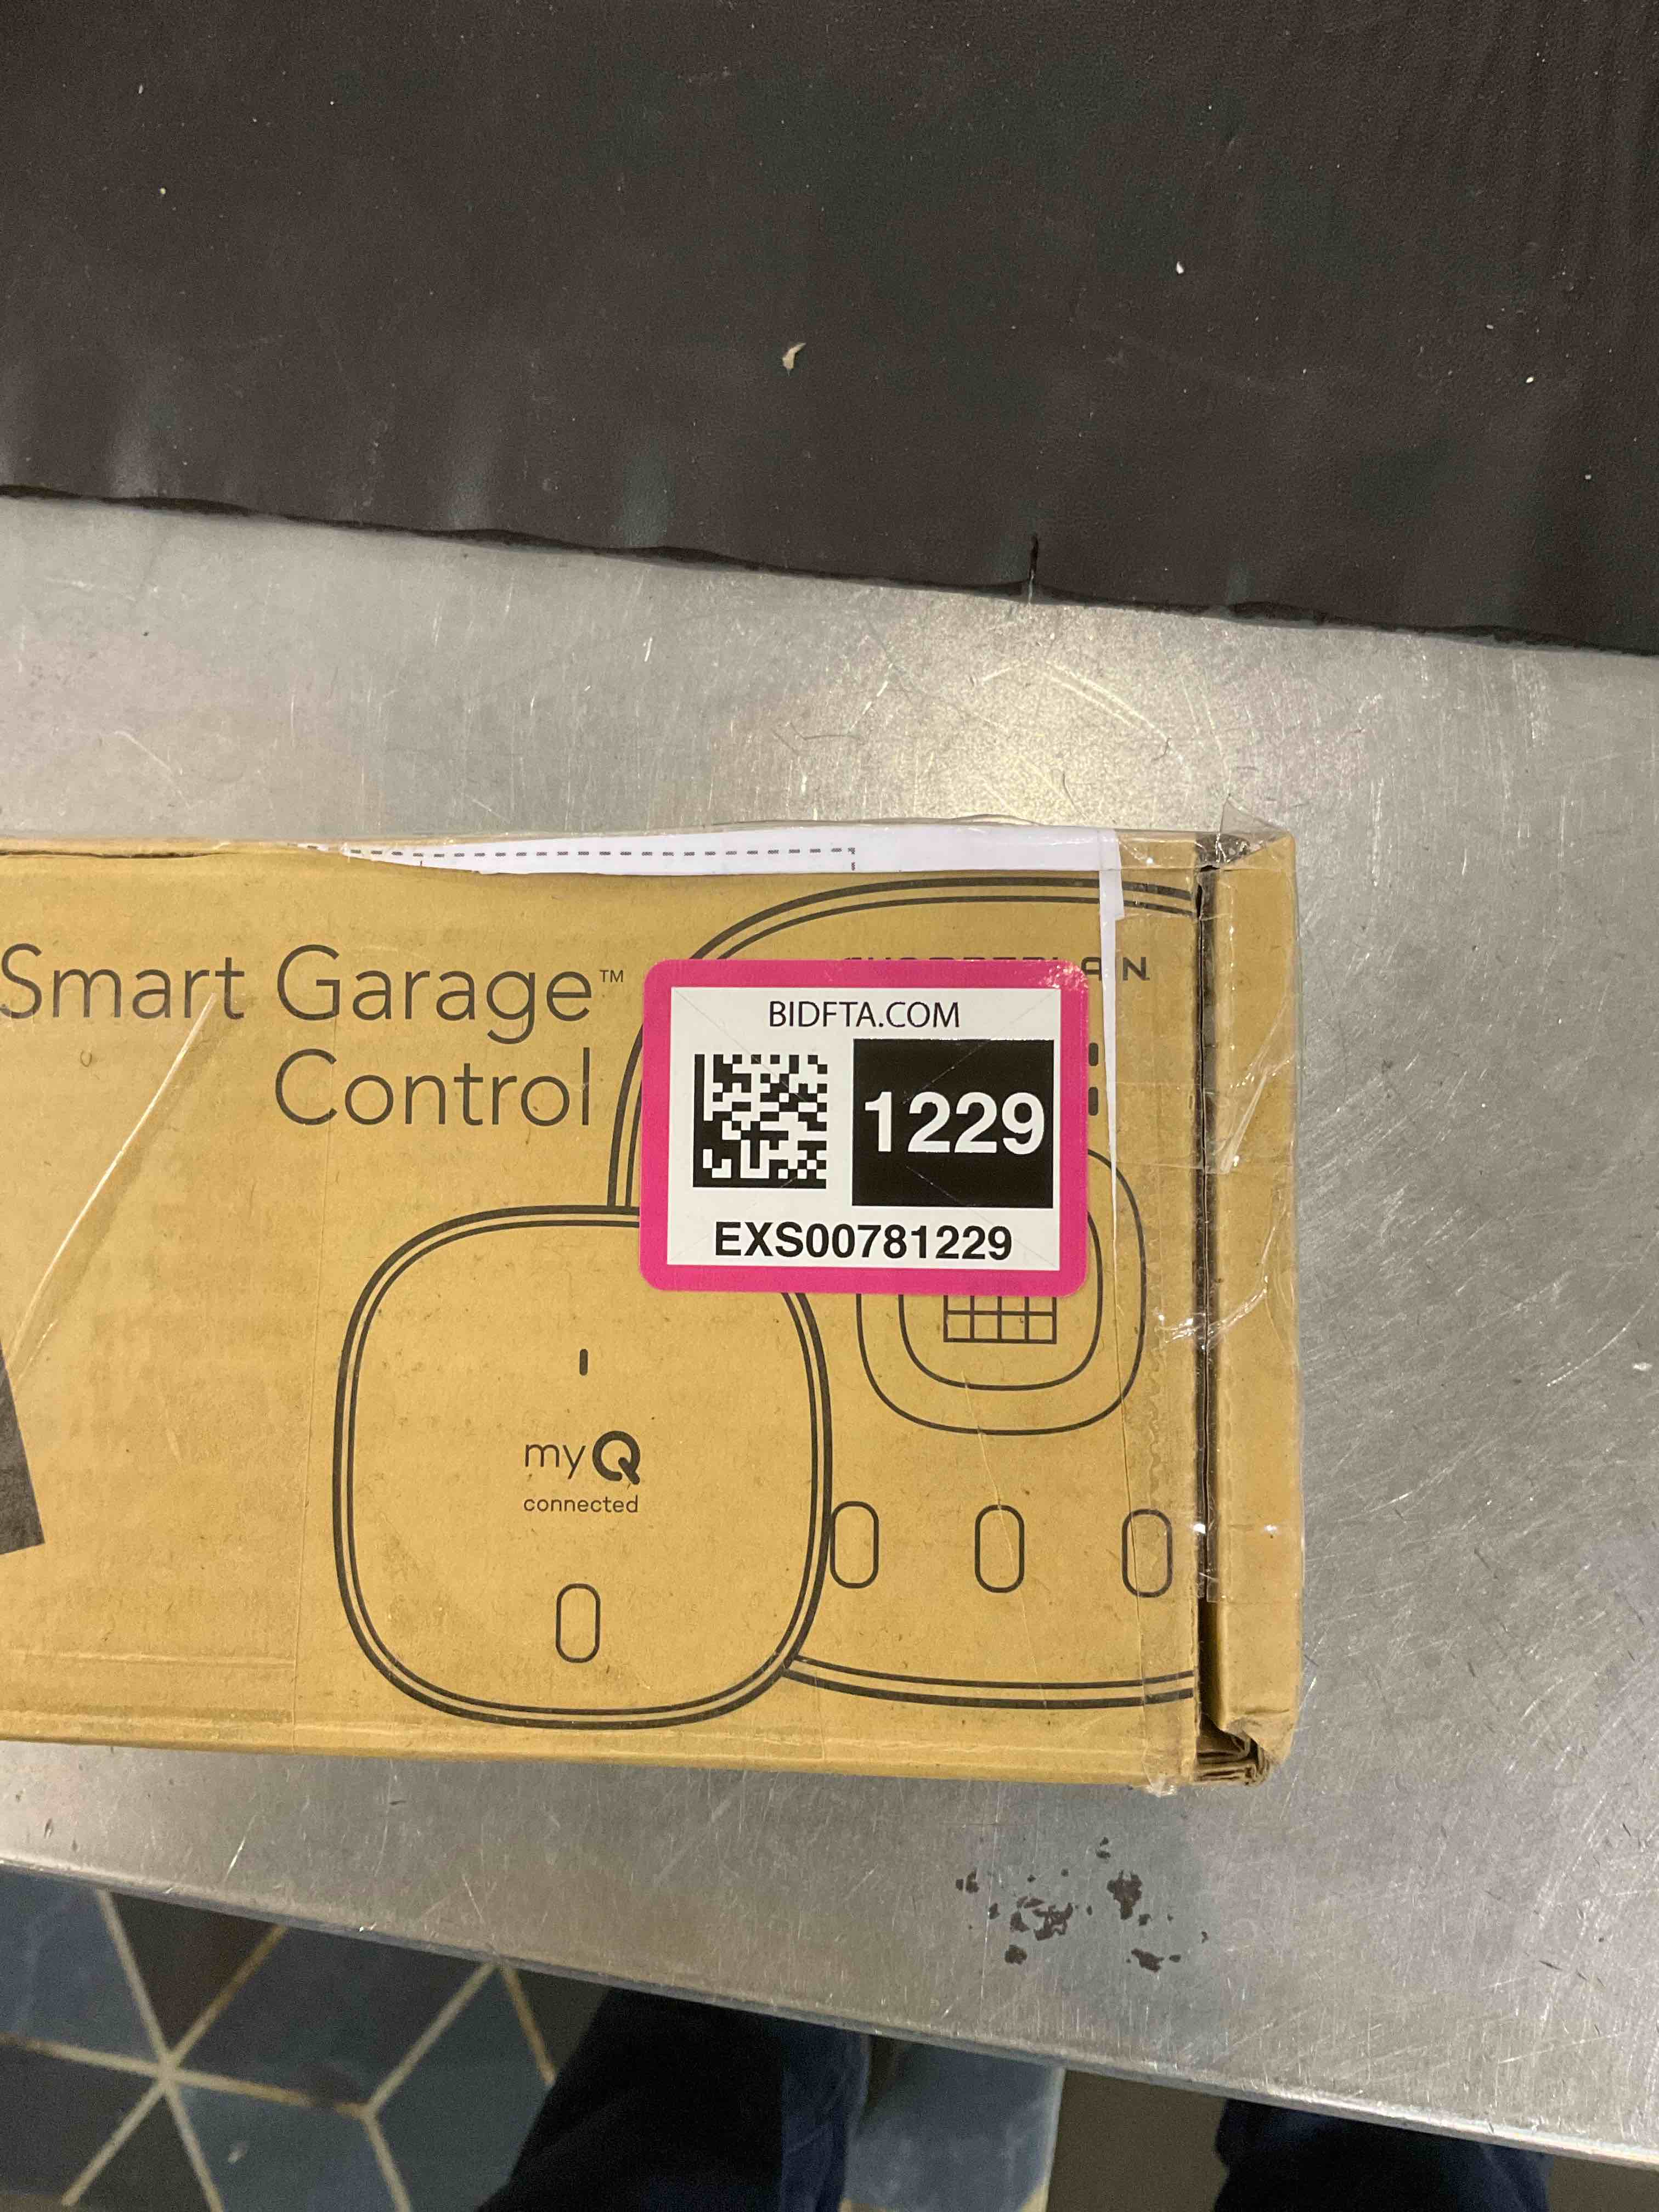 Smart Garage™
Control
BIDFTA.COM
1229
EXS00781229
myQ
connected